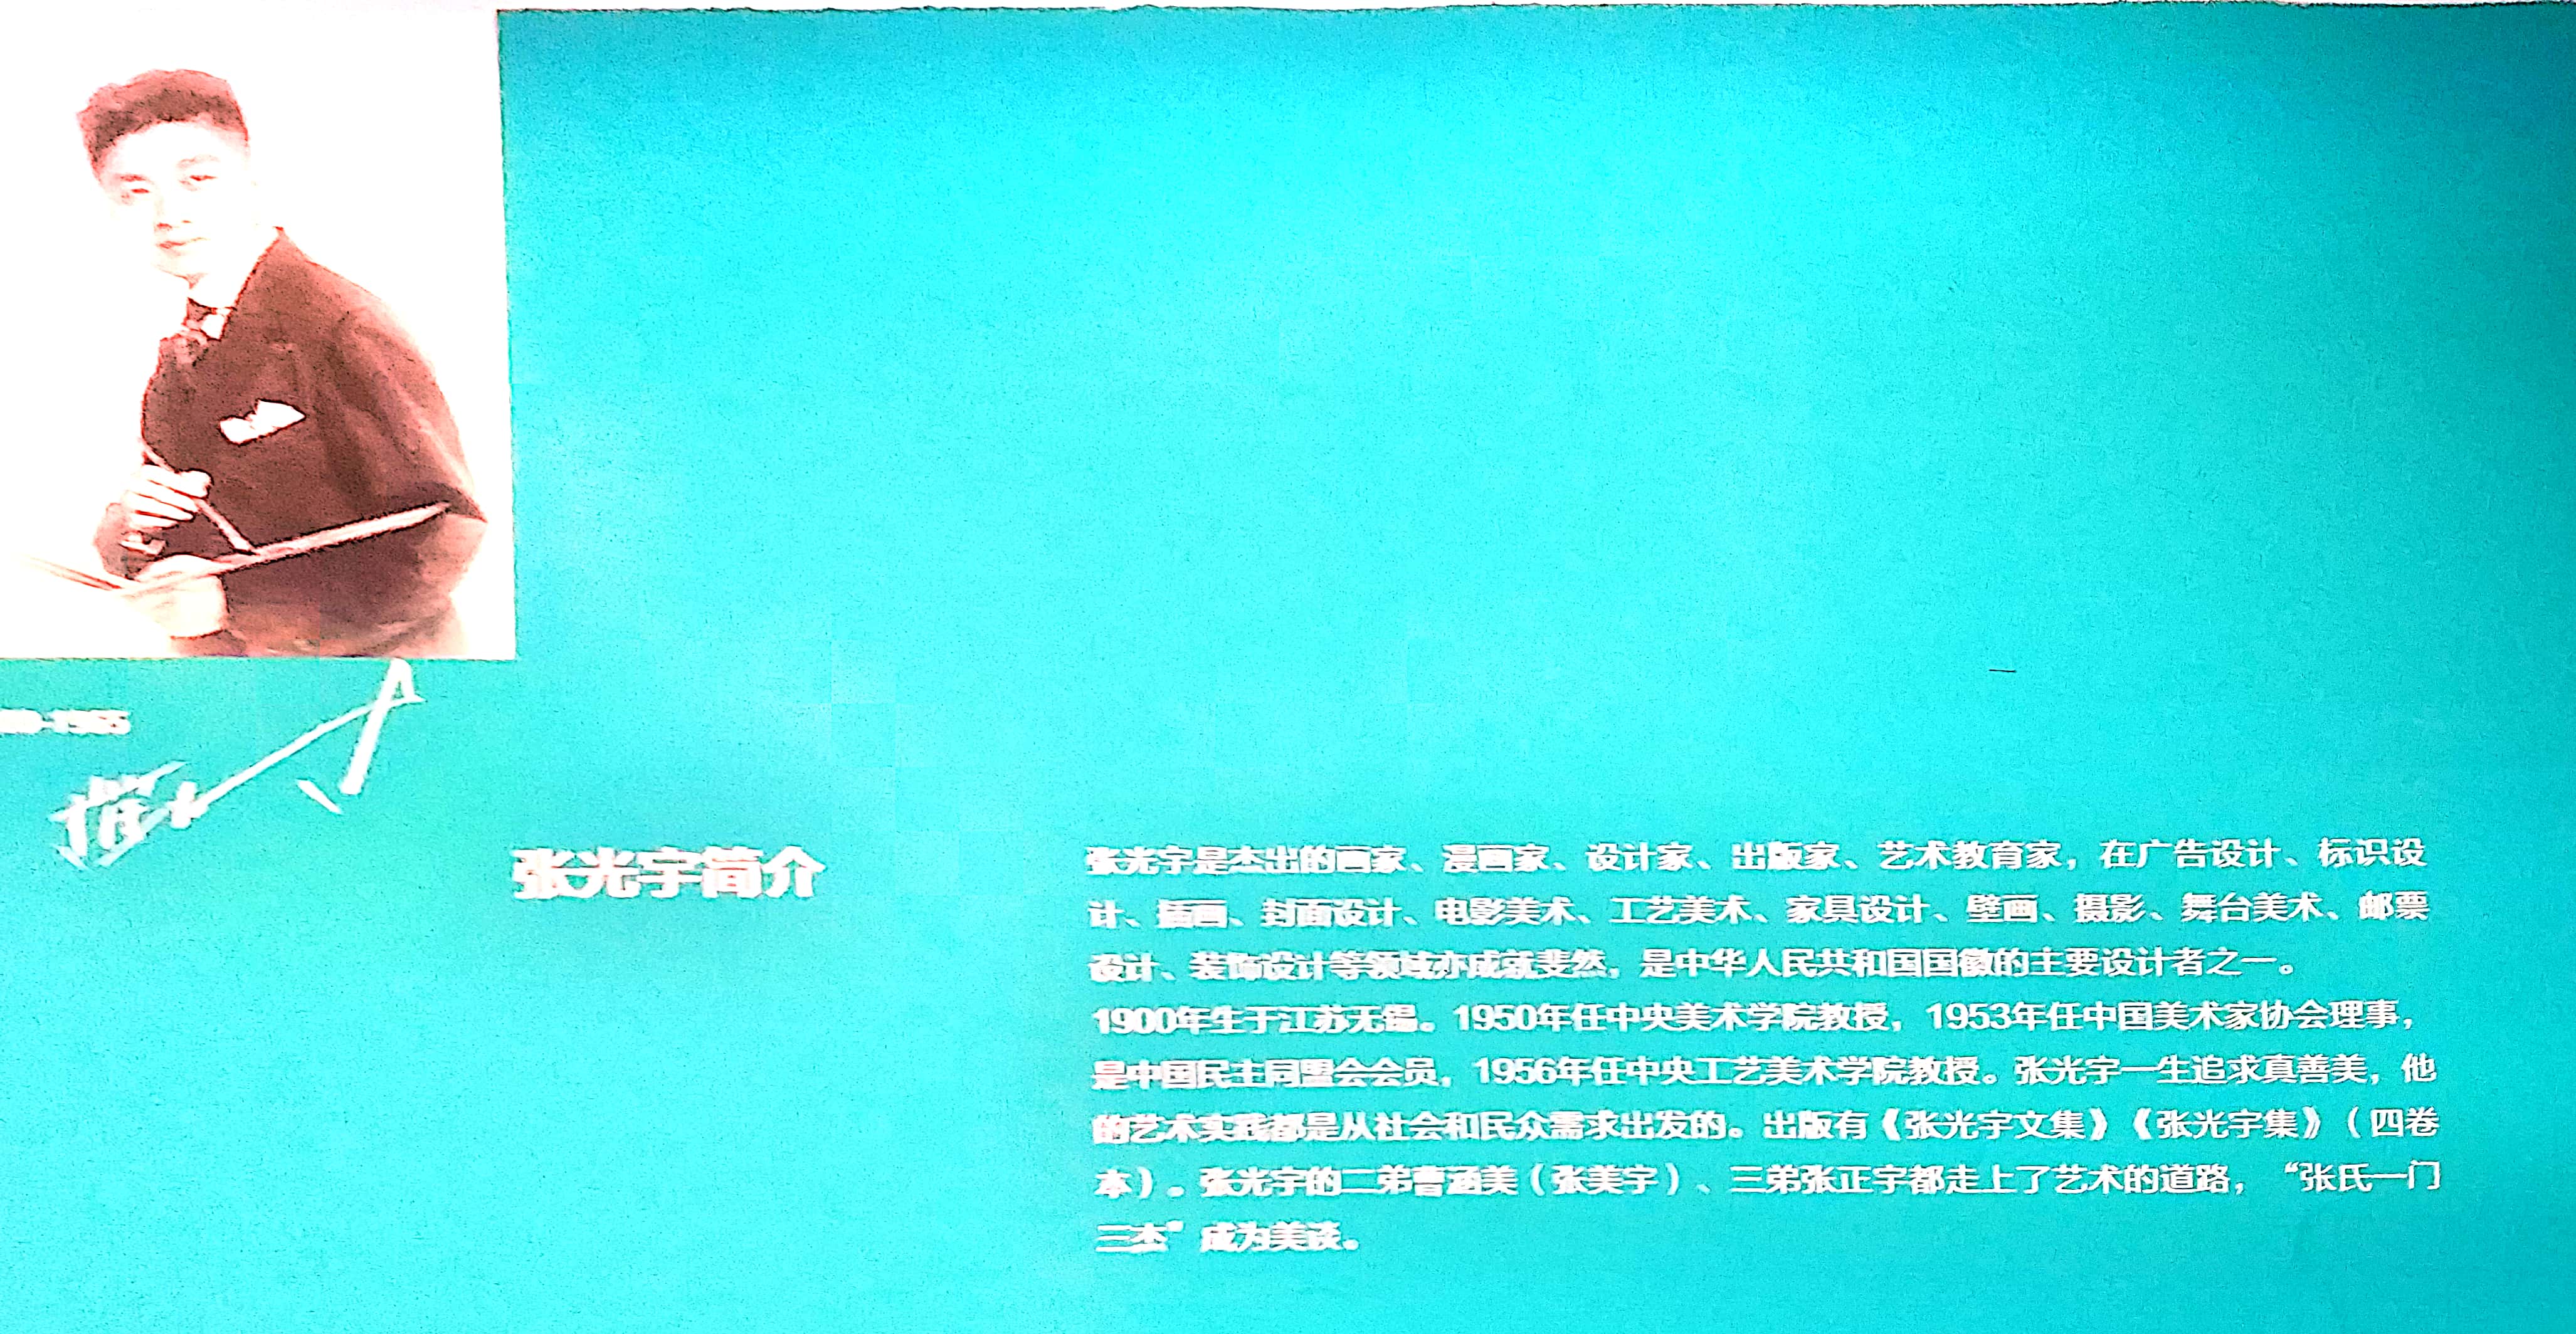 -1965
张光宇简介
张光宇是杰出的画家、漫画家、设计家、出版家、艺术教育家，在广告设计、标识设
计、插画、封面设计、电影美术、工艺美术、家具设计、壁画、摄影、舞台美术、邮票
设计、装饰设计等领域亦成就斐然，是中华人民共和国国徽的主要设计者之一。
1900年生于江苏无锡。1950年任中央美术学院教授，1953年任中国美术家协会理事，
是中国民主同盟会会员，1956年任中央工艺美术学院教授。张光宇一生追求真善美，他
的艺术实践都是从社会和民众需求出发的。出版有《张光宇文集》《张光宇集》（四卷
本）。张光宇的二弟曹涵美（张美宇）、三弟张正宇都走上了艺术的道路，“张氏一门
三杰”成为美谈。